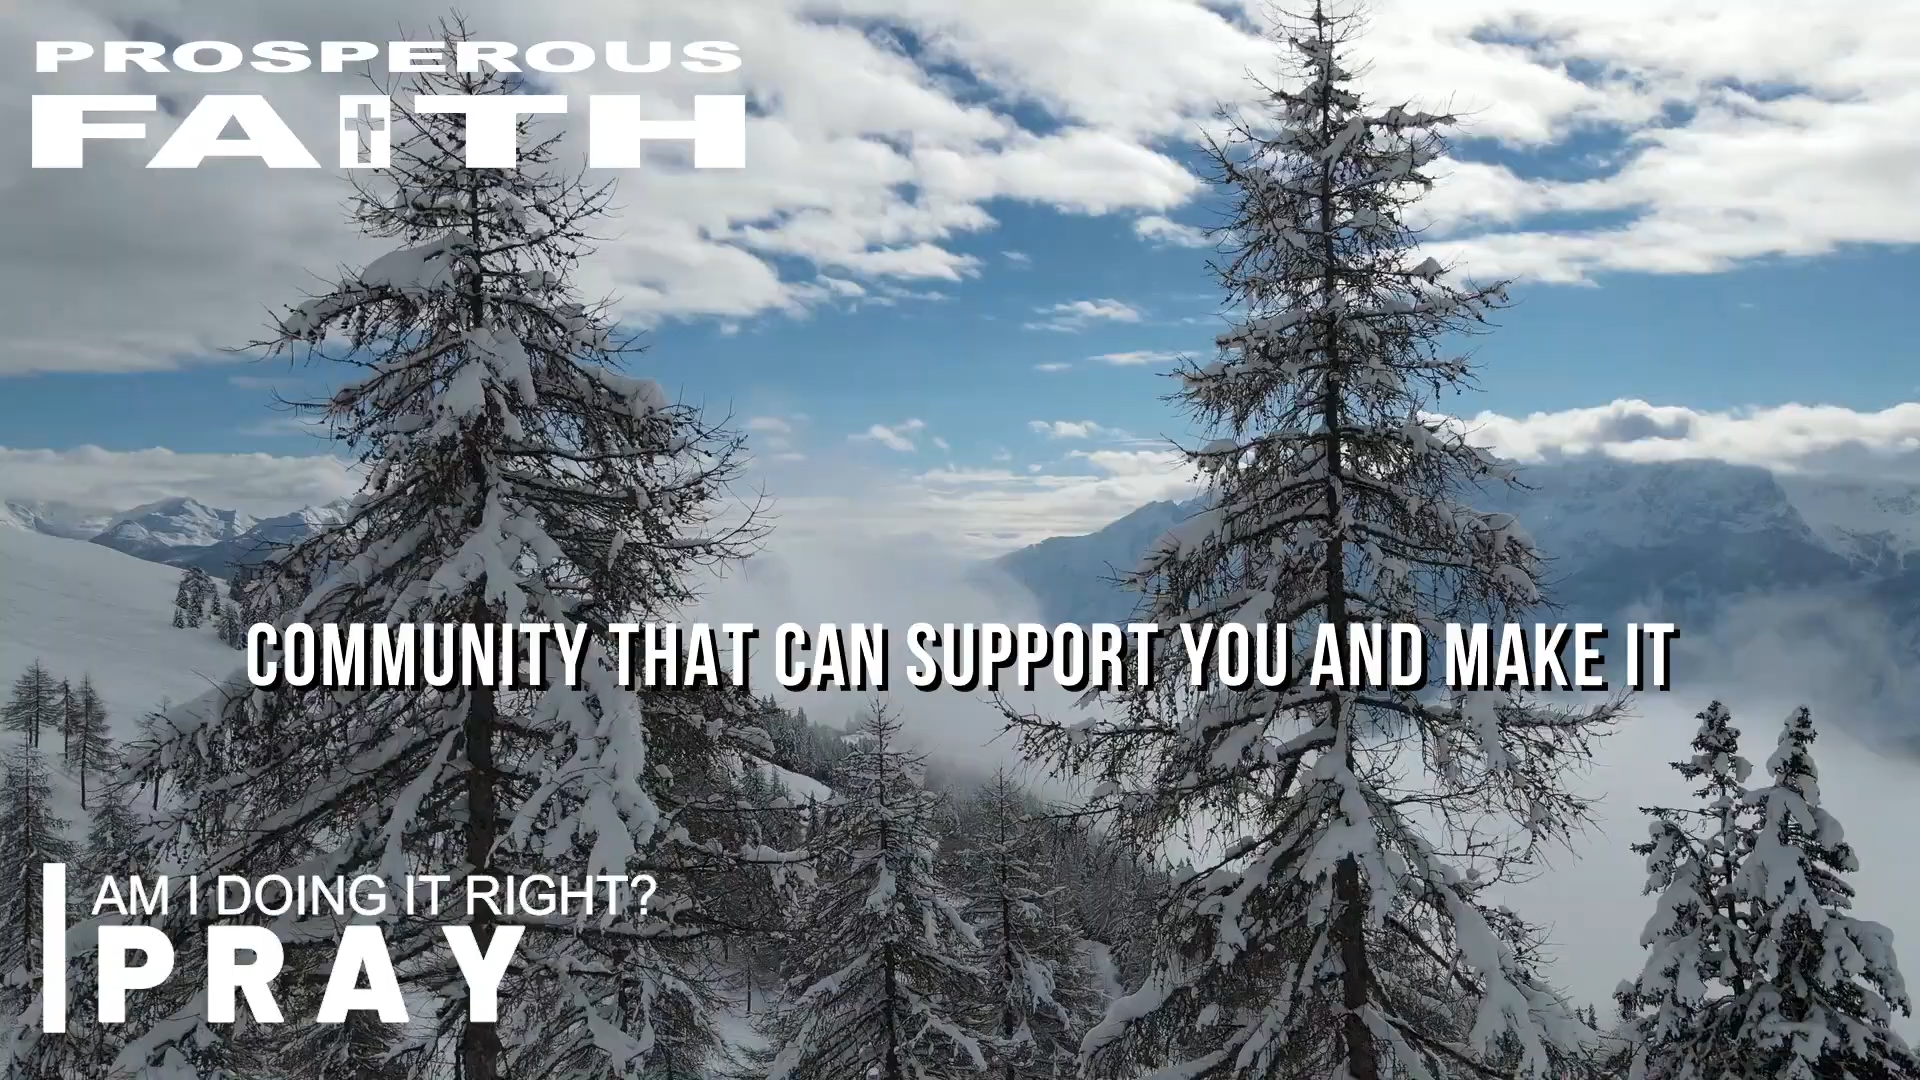 PROSPEROUS
FAITH
COMMUNITY THAT CAN SUPPORT YOU AND MAKE IT
AM I DOING IT RIGHT?
PRAY